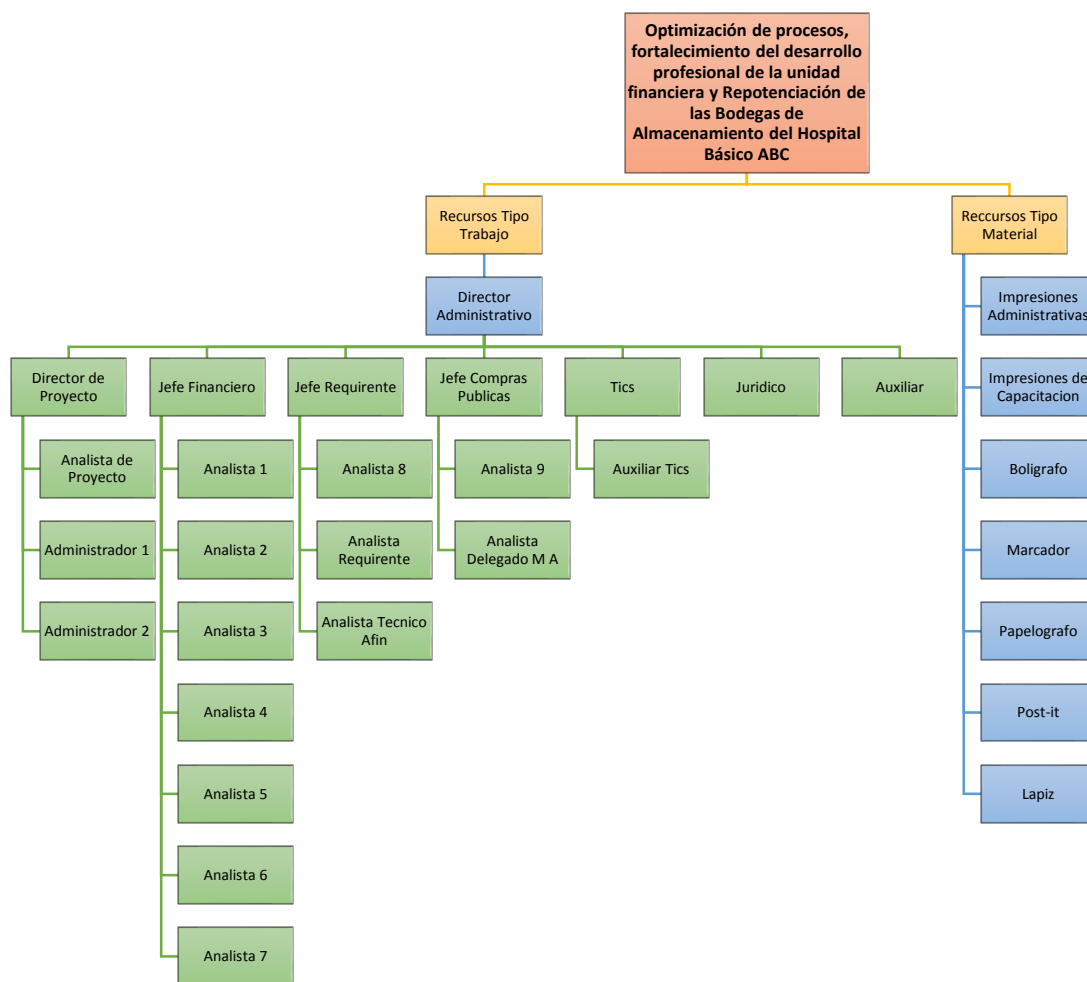 Optimización de procesos,
fortalecimiento del desarrollo
profesional de la unidad
financiera y Repotenciación de
las Bodegas de
Almacenamiento del Hospital
Básico ABC
Recursos Tipo
Trabajo
Reccursos Tipo
Material
Director
Administrativo
Impresiones
Administrativas
Director de
Proyecto
Jefe Financiero
Jefe Requirente
Jefe Compras
Publicas
Tics
Juridico
Auxiliar
Impresiones de
Capacitacion
Analista de
Proyecto
Analista 1
Analista 8
Analista 9
Auxiliar Tics
Boligrafo
Administrador 1
Analista 2
Analista
Requirente
Analista
Delegado M A
Marcador
Administrador 2
Analista 3
Analista Tecnico
Afin
Papelografo
Analista 4
Post-it
Analista 5
Lapiz
Analista 6
Analista 7